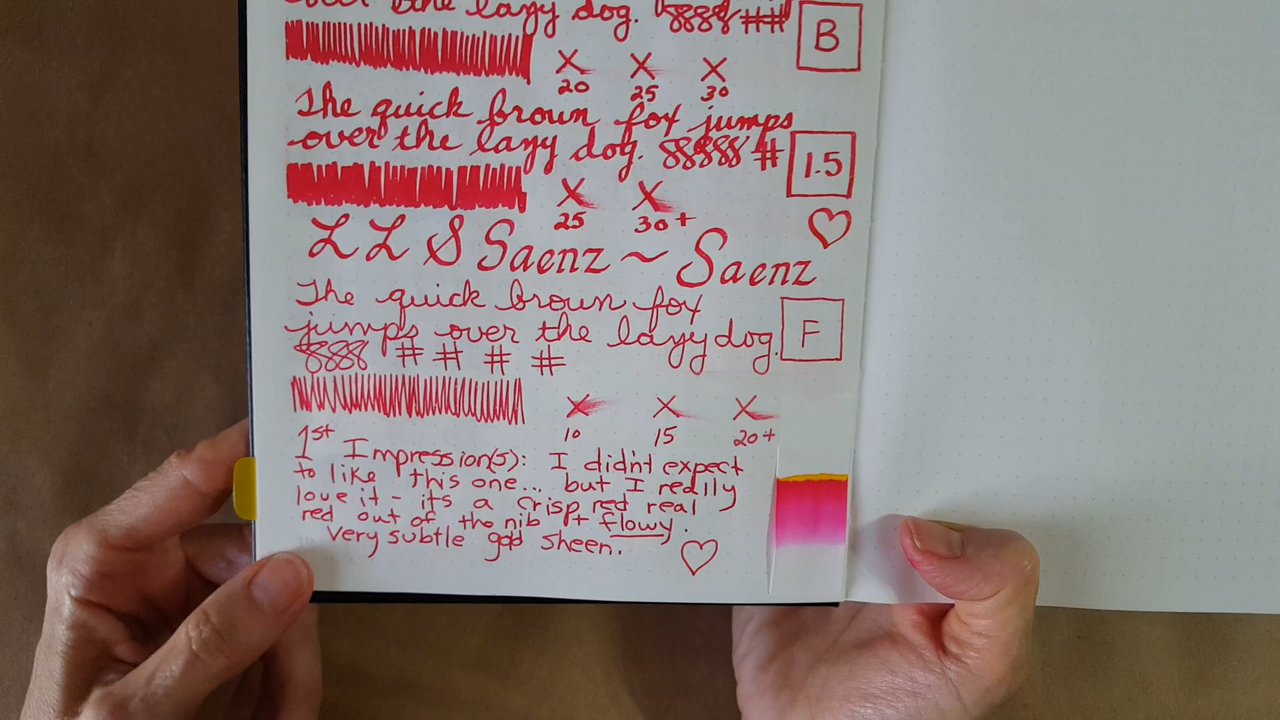 over the lazy dog. 8888 ##
B
X X X
20 25 30
The quick brown fox jumps
over the lazy dog. 88888 #
1.5
X X
25 30+
L L S Saenz ~ Saenz
The quick brown fox
jumps over the lazy dog.
F
8888 # # # #
X X X
10 15 20+
1st Impression(s): I didn't expect
to like this one... but I really
love it - it's a crisp red real
red out of the nib + flowy.
Very subtle gold sheen.